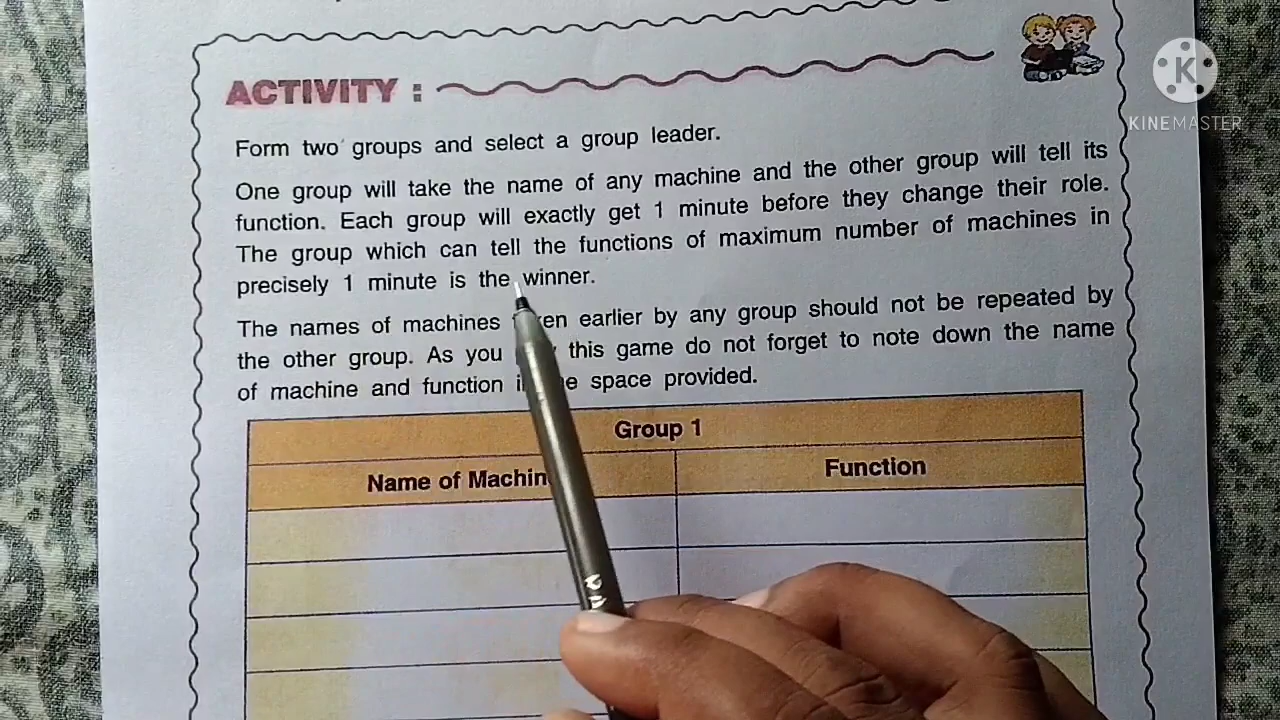 ACTIVITY :
K
KINEMASTER
Form two groups and select a group leader.
One group will take the name of any machine and the other group will tell its
function. Each group will exactly get 1 minute before they change their role.
The group which can tell the functions of maximum number of machines in
precisely 1 minute is the winner.
The names of machines earlier by any group should not be repeated by
the other group. As you this game do not forget to note down the name
of machine and function space provided.
Group 1
Name of Machin
Function